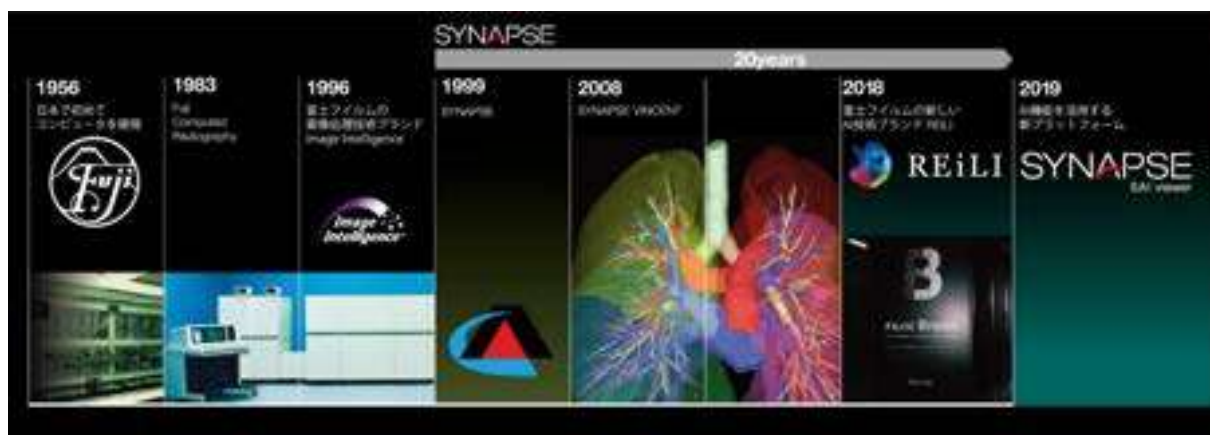 SYNAPSE
20years
1956
日本で初めて
コンピュータを開発
Fuji
1983
Fuji
Computed
Radiography
1996
富士フイルムの
画像処理技術ブランド
Image Intelligence
Image
Intelligence
1999
SYNAPSE
2008
SYNAPSE VINCENT
2018
富士フイルムの新しい
AI技術ブランド REiLI
REiLI
B
2019
AI機能を活用する
新プラットフォーム
SYNAPSE
SAI viewer